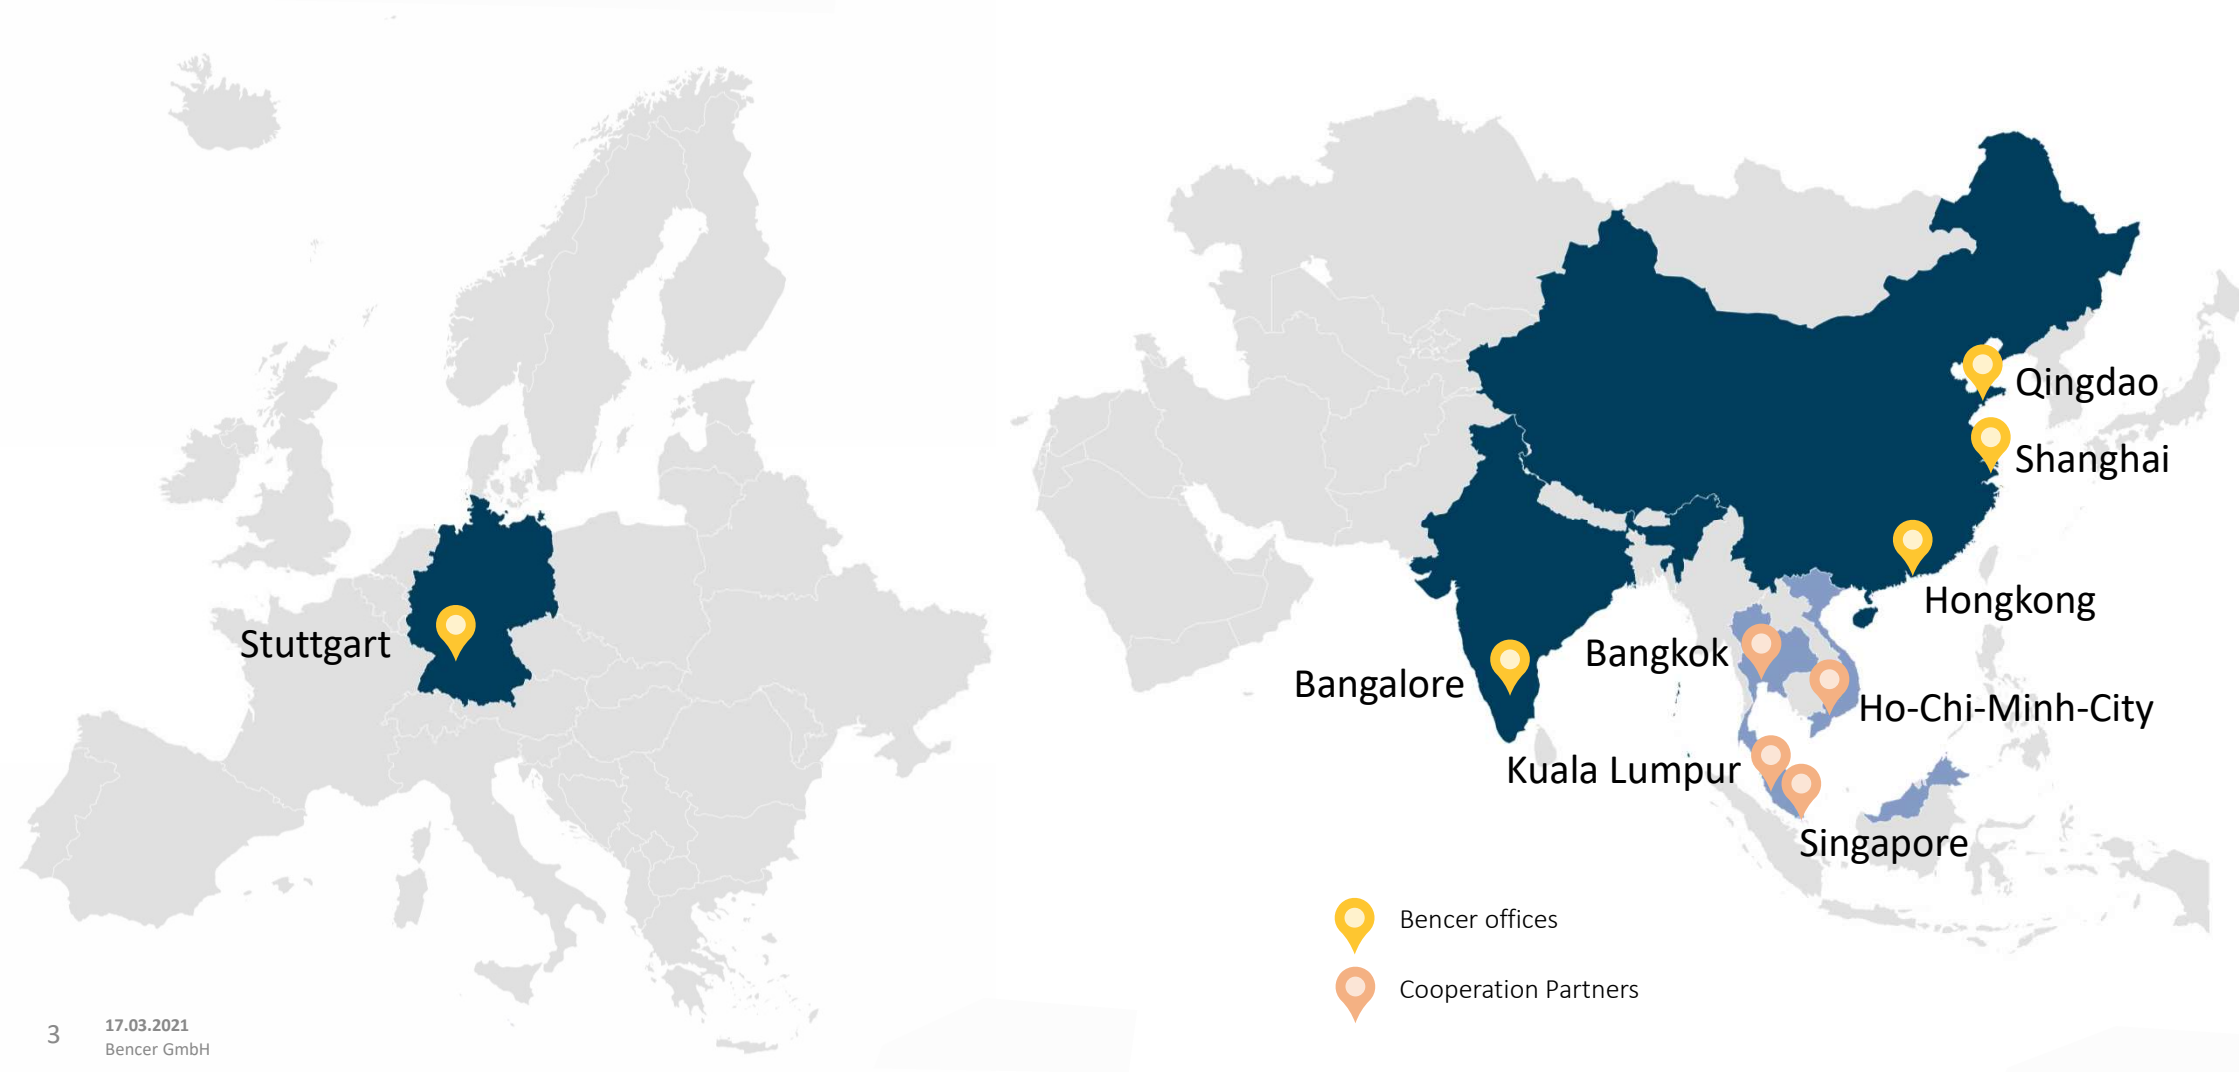 Qingdao
Shanghai
Hongkong
Stuttgart
Bangkok
Bangalore
Ho-Chi-Minh-City
Kuala Lumpur
Singapore
Bencer offices
Cooperation Partners
3
17.03.2021
Bencer GmbH